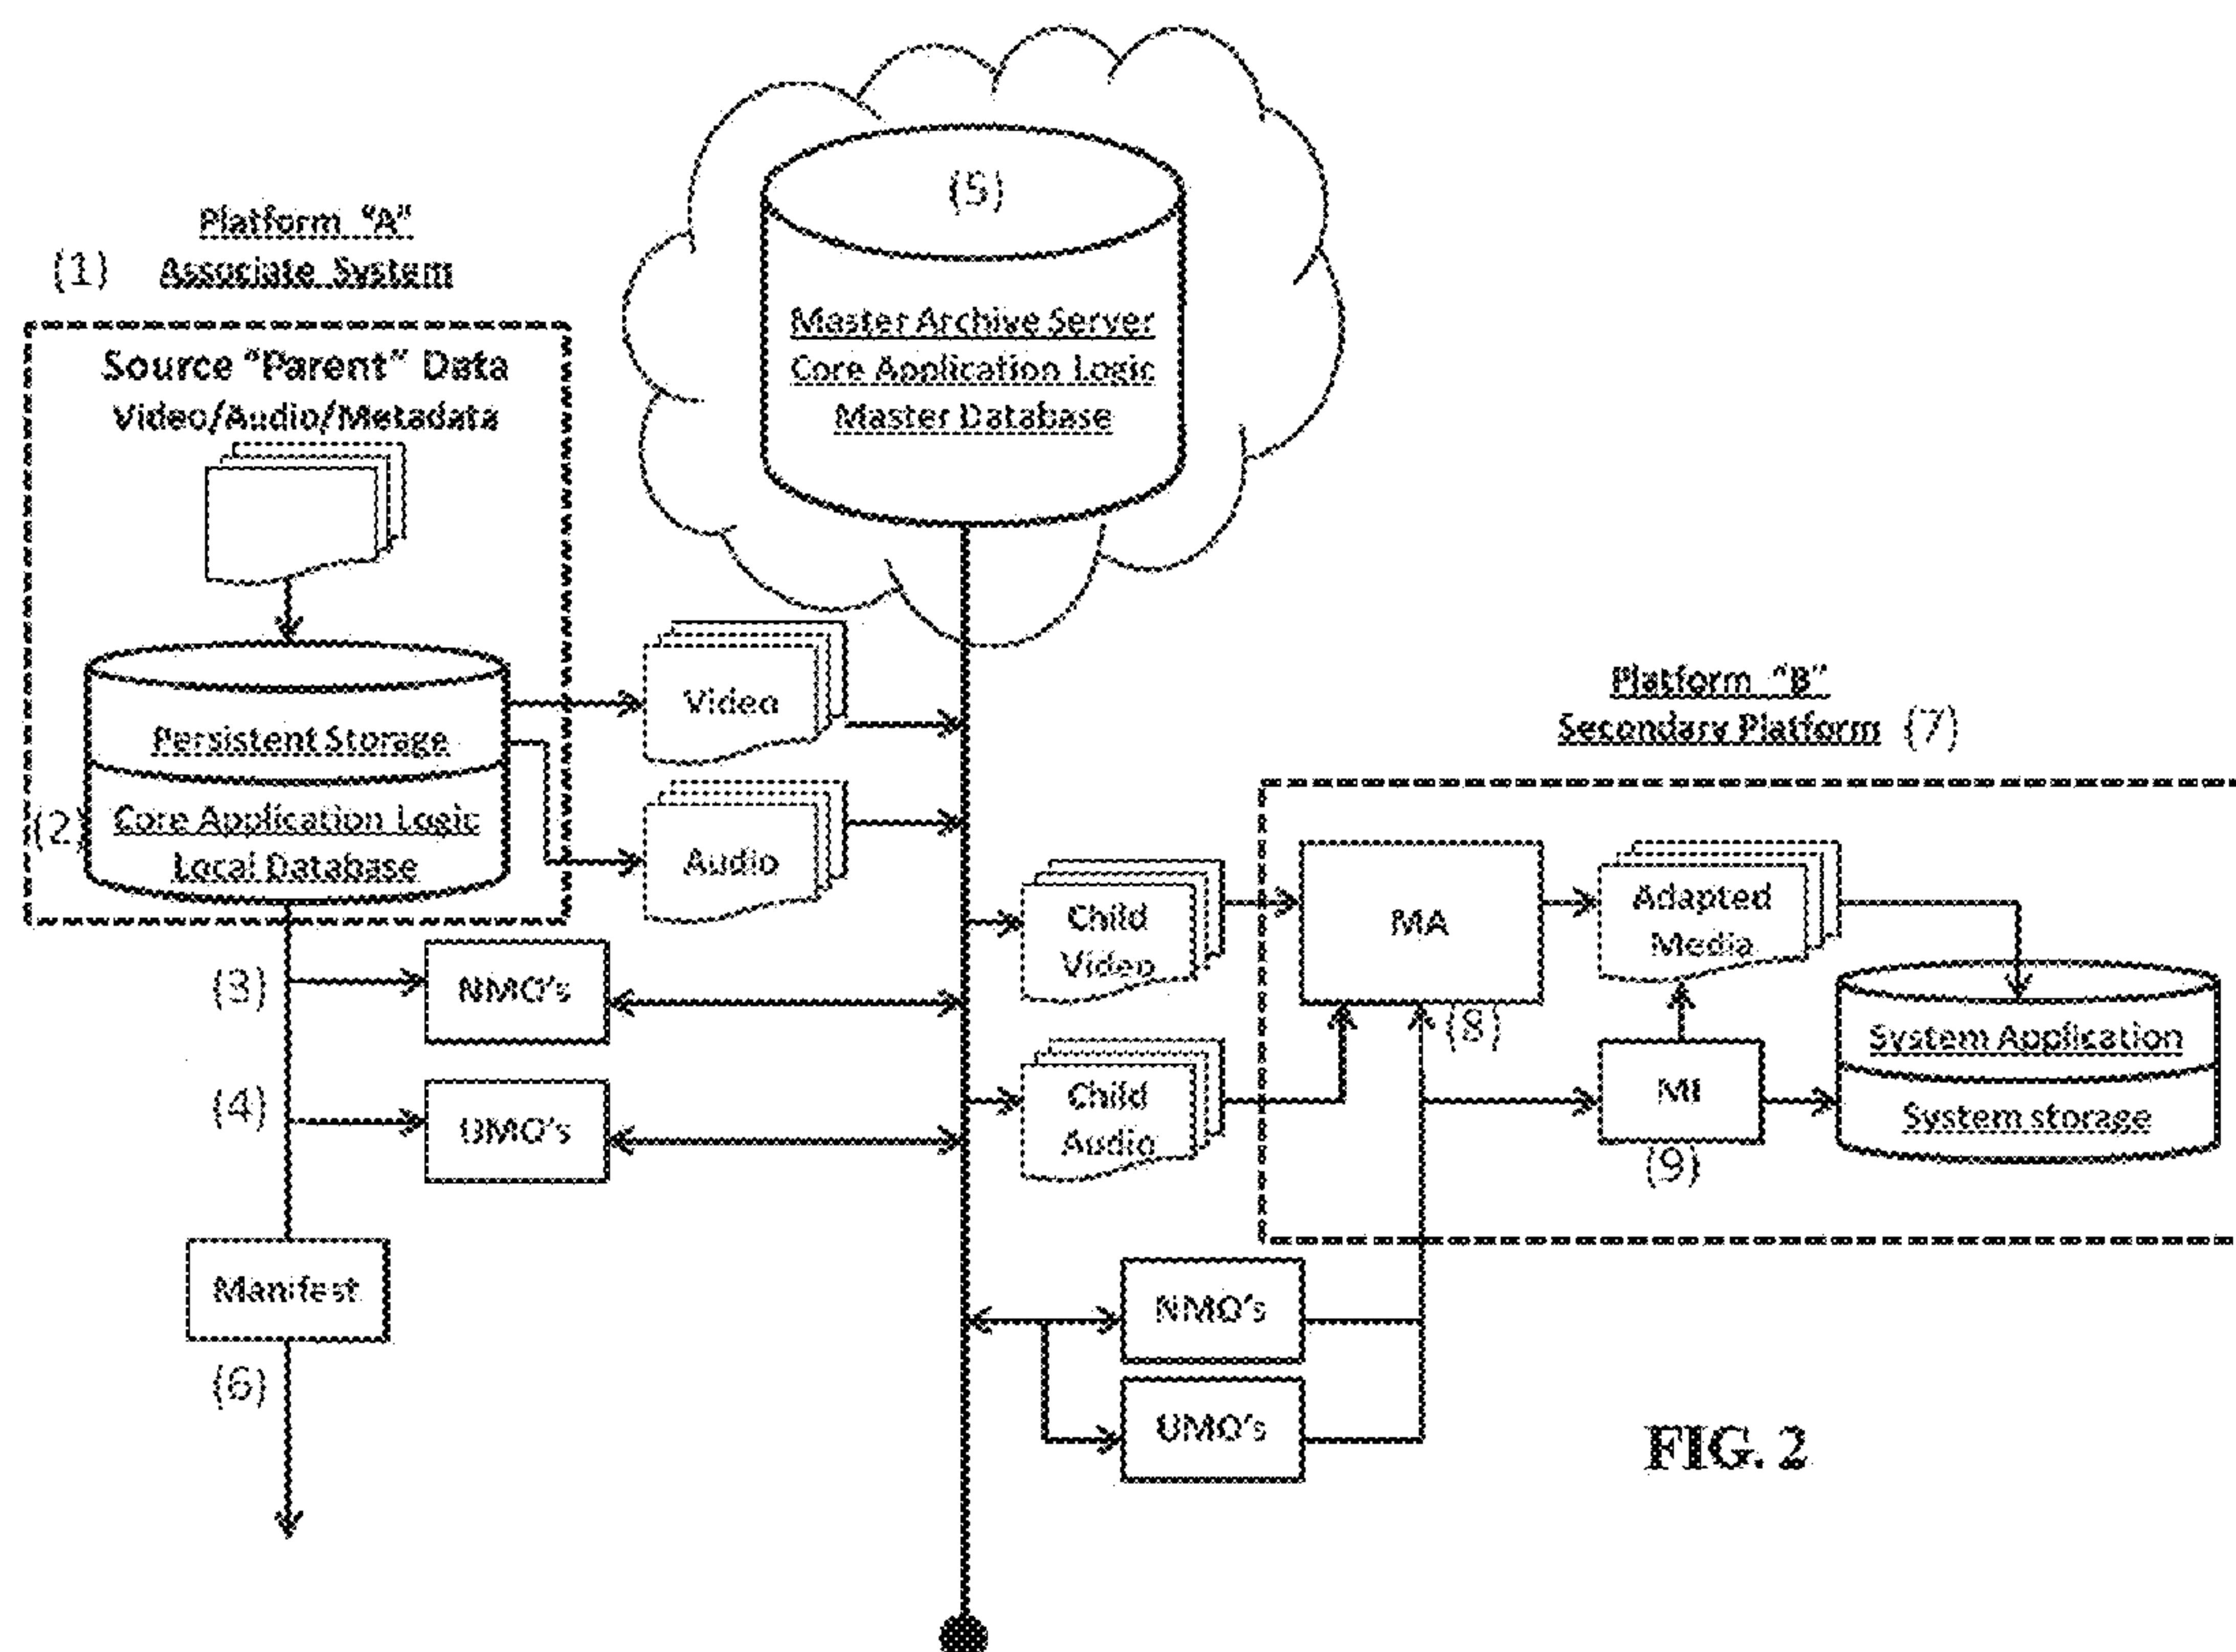 (5)
Master Archive Server
Core Application Logic
Master Database
Platform "A"
(1) Associate System
Source "Parent" Data
Video/Audio/Metadata
Persistent Storage
(2) Core Application Logic
Local Database
Video
Audio
(3)
NMO's
(4)
UMO's
Manifest
(6)
Platform "B"
Secondary Platform (7)
Child
Video
Child
Audio
MA
(8)
Adapted
Media
MI
(9)
System Application
System storage
NMO's
UMO's
FIG. 2